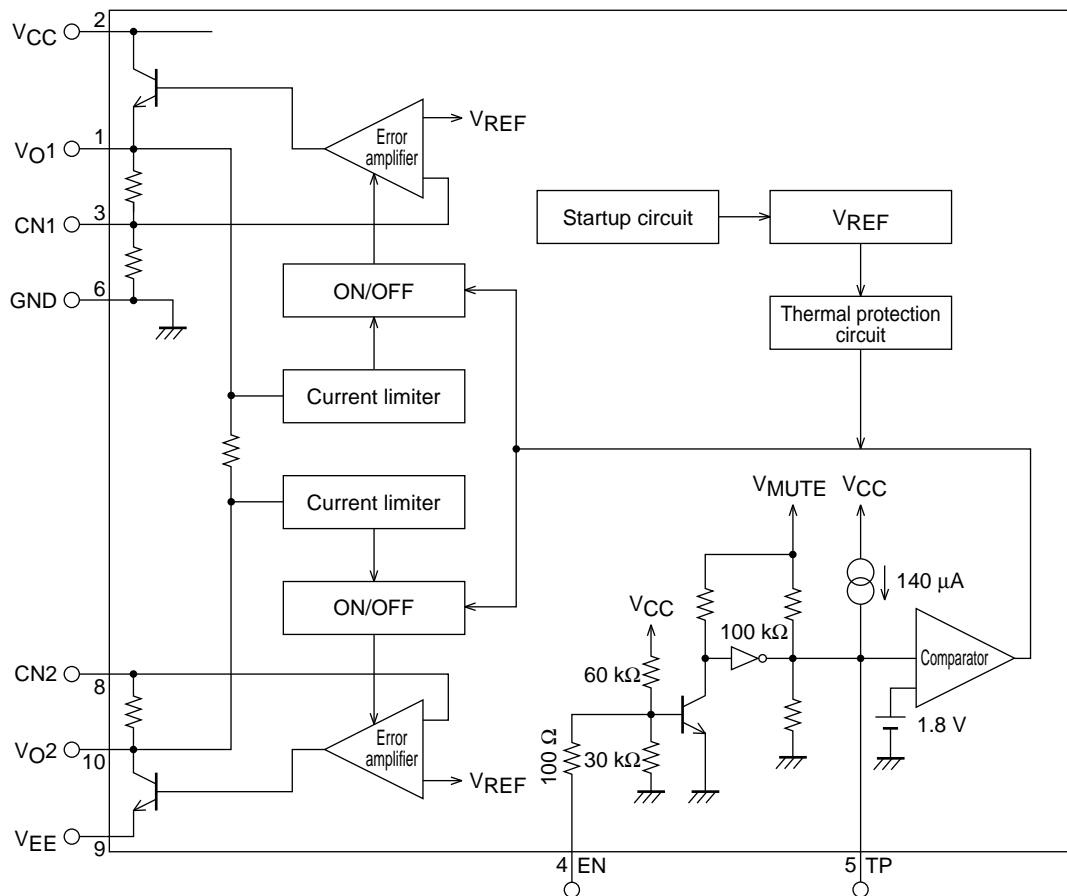 2
VCC
1
VO1
Error
amplifier
VREF
3
CN1
Startup circuit
VREF
6
GND
ON/OFF
Thermal protection
circuit
Current limiter
Current limiter
VMUTE
VCC
ON/OFF
140 μA
VCC
100 kΩ
Comparator
CN2
8
60 kΩ
1.8 V
VO2
10
Error
amplifier
VREF
100 Ω
30 kΩ
VEE
9
4 EN
5 TP